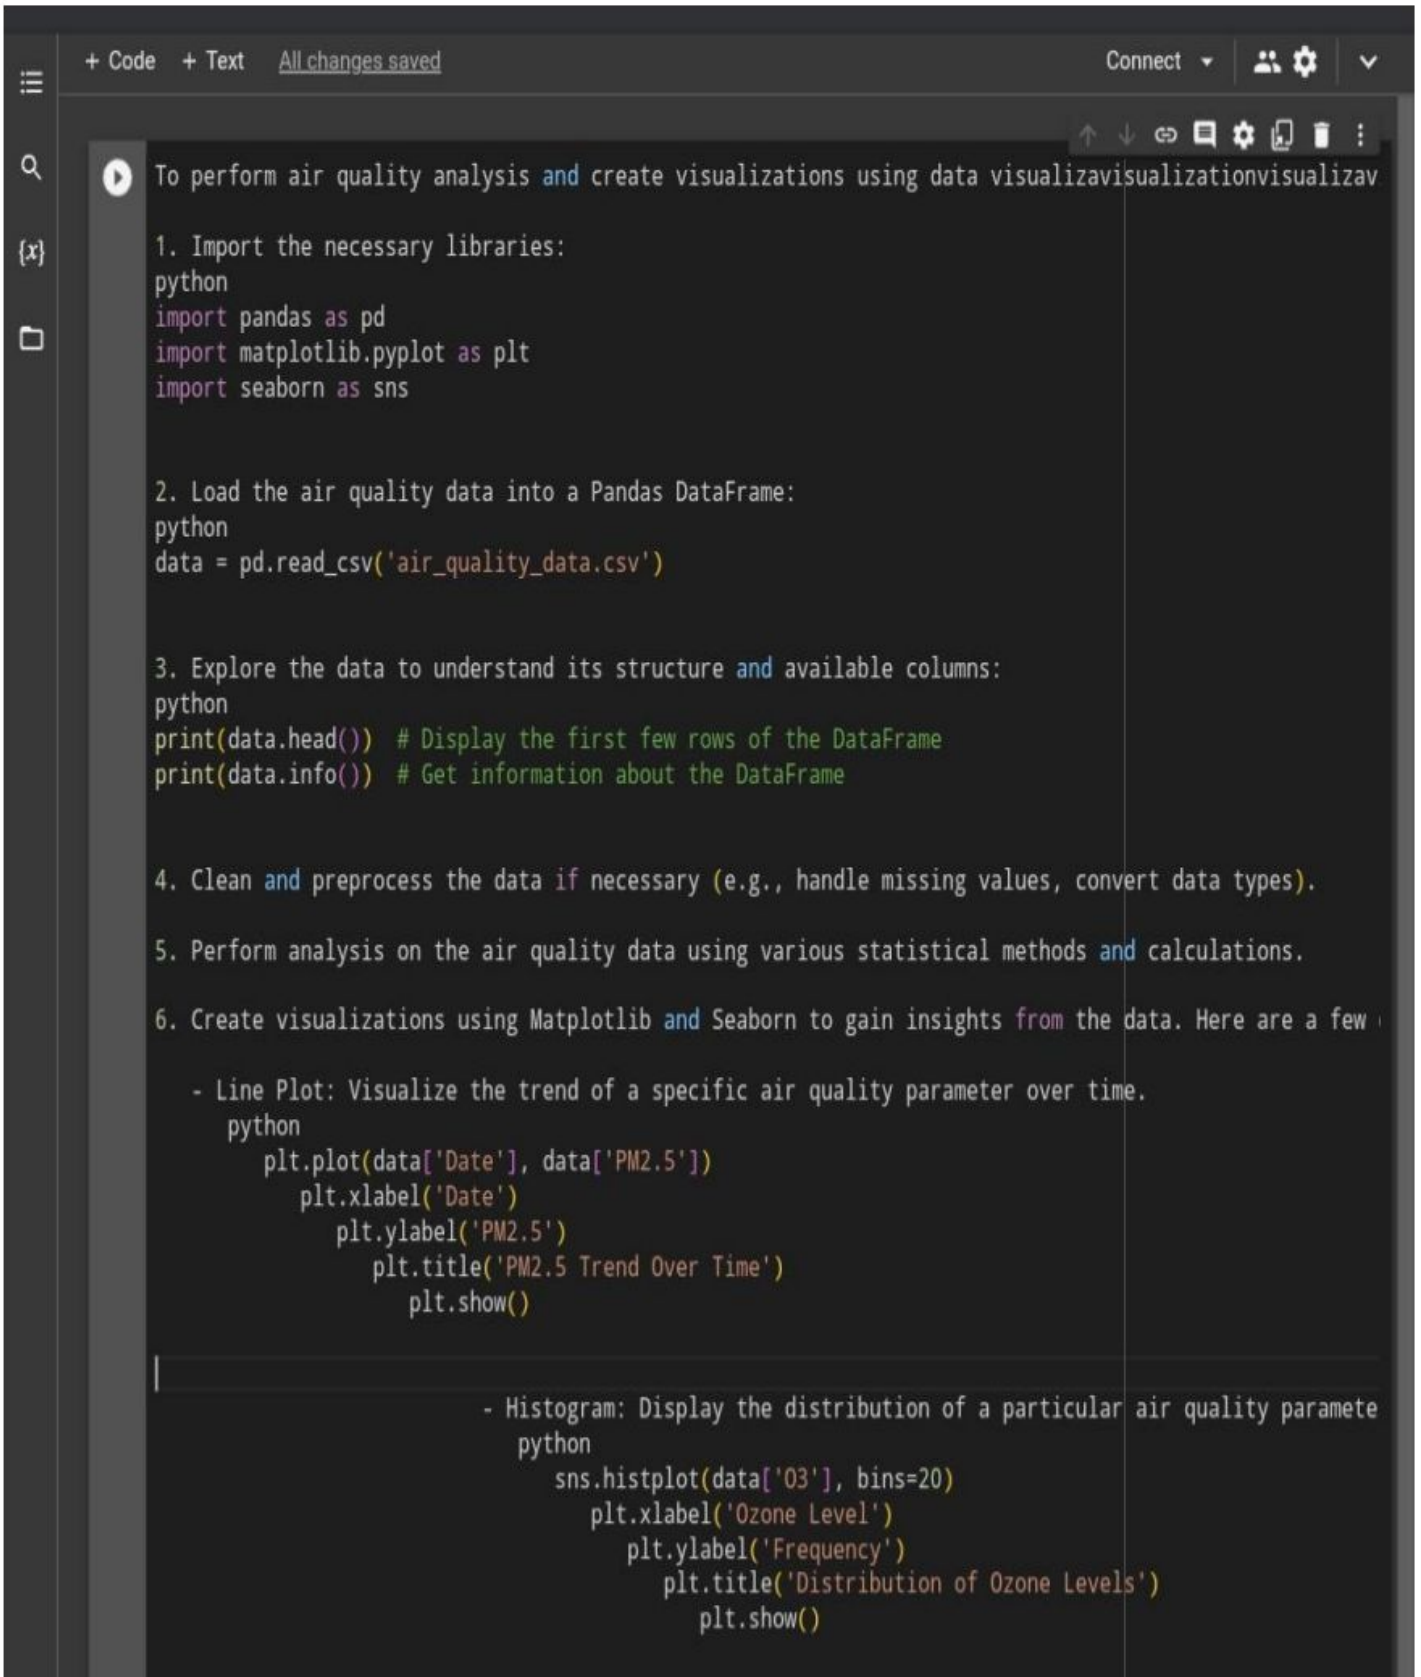 + Code + Text All changes saved Connect
{x}
To perform air quality analysis and create visualizations using data visualizavisualizationvisualizav
1. Import the necessary libraries:
python
import pandas as pd
import matplotlib.pyplot as plt
import seaborn as sns
2. Load the air quality data into a Pandas DataFrame:
python
data = pd.read_csv('air_quality_data.csv')
3. Explore the data to understand its structure and available columns:
python
print(data.head())  # Display the first few rows of the DataFrame
print(data.info())  # Get information about the DataFrame
4. Clean and preprocess the data if necessary (e.g., handle missing values, convert data types).
5. Perform analysis on the air quality data using various statistical methods and calculations.
6. Create visualizations using Matplotlib and Seaborn to gain insights from the data. Here are a few
- Line Plot: Visualize the trend of a specific air quality parameter over time.
python
plt.plot(data['Date'], data['PM2.5'])
plt.xlabel('Date')
plt.ylabel('PM2.5')
plt.title('PM2.5 Trend Over Time')
plt.show()
- Histogram: Display the distribution of a particular air quality paramete
python
sns.histplot(data['O3'], bins=20)
plt.xlabel('Ozone Level')
plt.ylabel('Frequency')
plt.title('Distribution of Ozone Levels')
plt.show()